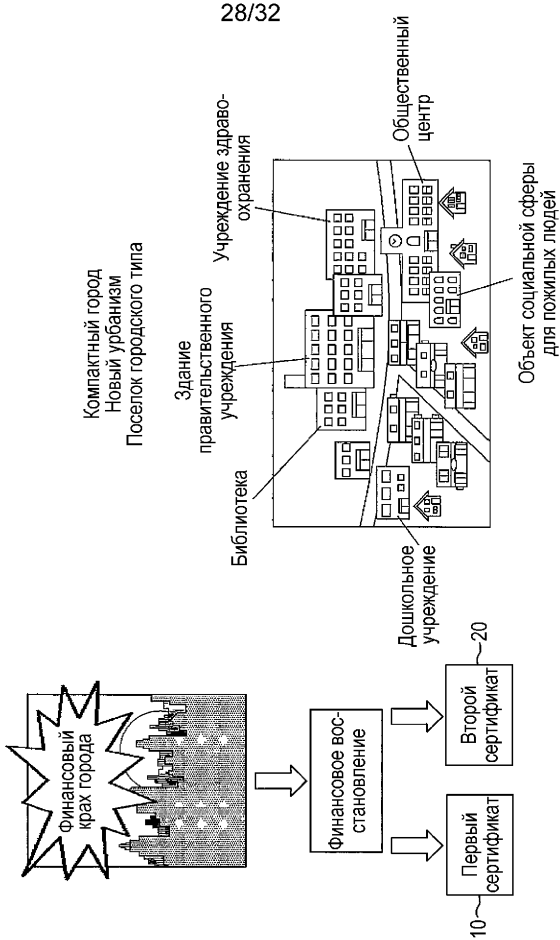 28/32
Финансовый
крах города
Финансовое вос-
становление
Первый
сертификат
10
Второй
сертификат
20
Компактный город
Новый урбанизм
Поселок городского типа
Библиотека
Здание
правительственного
учреждения
Учреждение здраво-
охранения
Дошкольное
учреждение
Объект социальной сферы
для пожилых людей
Общественный
центр